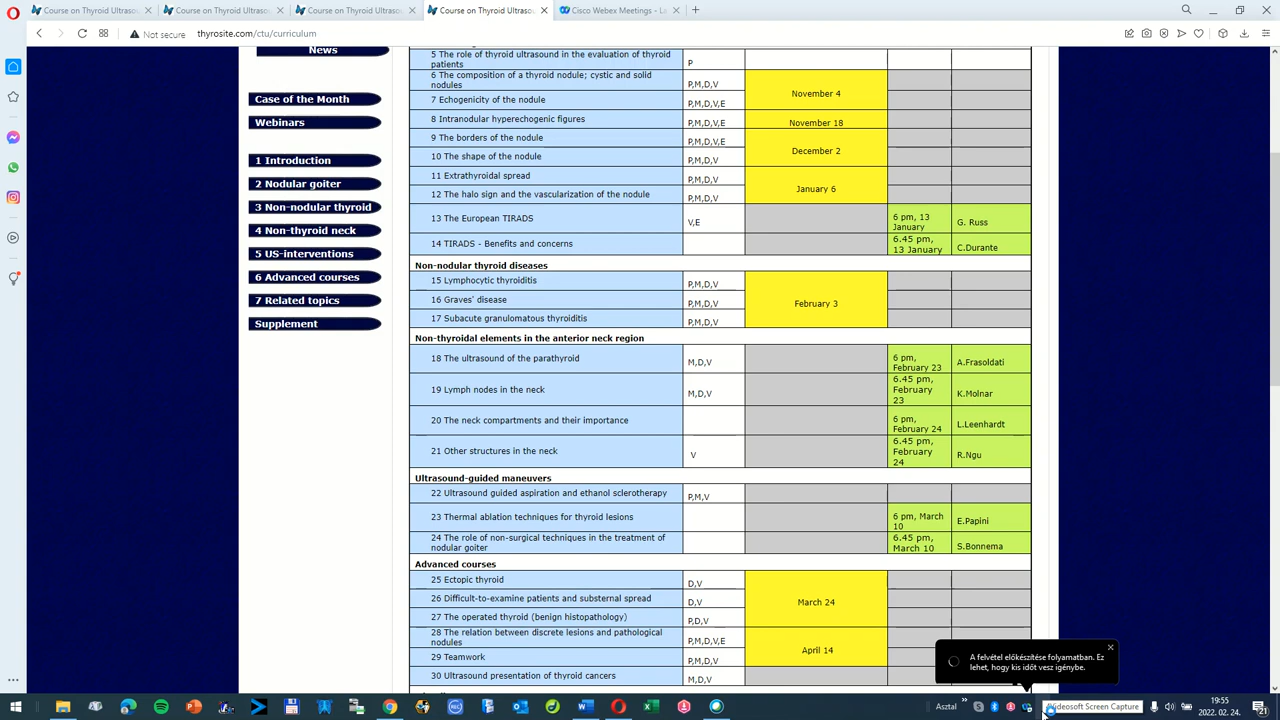 Course on Thyroid Ultraso
Course on Thyroid Ultraso
Course on Thyroid Ultraso
Course on Thyroid Ultraso
Cisco Webex Meetings - La
Not secure
thyrosite.com/ctu/curriculum
News
Case of the Month
Webinars
1 Introduction
2 Nodular goiter
3 Non-nodular thyroid
4 Non-thyroid neck
5 US-interventions
6 Advanced courses
7 Related topics
Supplement
5 The role of thyroid ultrasound in the evaluation of thyroid
patients
P
6 The composition of a thyroid nodule; cystic and solid
nodules
P,M,D,V
November 4
7 Echogenicity of the nodule
P,M,D,V,E
8 Intranodular hyperechogenic figures
P,M,D,V,E
November 18
9 The borders of the nodule
P,M,D,V,E
December 2
10 The shape of the nodule
P,M,D,V
11 Extrathyroidal spread
P,M,D,V
January 6
12 The halo sign and the vascularization of the nodule
P,M,D,V
13 The European TIRADS
V,E
6 pm, 13
January
G. Russ
14 TIRADS - Benefits and concerns
6.45 pm,
13 January
C.Durante
Non-nodular thyroid diseases
15 Lymphocytic thyroiditis
P,M,D,V
16 Graves' disease
P,M,D,V
February 3
17 Subacute granulomatous thyroiditis
P,M,D,V
Non-thyroidal elements in the anterior neck region
18 The ultrasound of the parathyroid
M,D,V
6 pm,
February 23
A.Frasoldati
19 Lymph nodes in the neck
M,D,V
6.45 pm,
February
23
K.Molnar
20 The neck compartments and their importance
6 pm,
February 24
L.Leenhardt
21 Other structures in the neck
V
6.45 pm,
February
24
R.Ngu
Ultrasound-guided maneuvers
22 Ultrasound guided aspiration and ethanol sclerotherapy
P,M,V
23 Thermal ablation techniques for thyroid lesions
6 pm, March
10
E.Papini
24 The role of non-surgical techniques in the treatment of
nodular goiter
6.45 pm,
March 10
S.Bonnema
Advanced courses
25 Ectopic thyroid
D,V
26 Difficult-to-examine patients and substernal spread
D,V
March 24
27 The operated thyroid (benign histopathology)
P,D,V
28 The relation between discrete lesions and pathological
nodules
P,M,D,V,E
April 14
29 Teamwork
P,M,D,V
30 Ultrasound presentation of thyroid cancers
M,D,V
A felvétel előkészítése folyamatban. Ez
lehet, hogy kis időt vesz igénybe.
Asztal
Videosoft Screen Capture
19:55
2022. 02. 24.